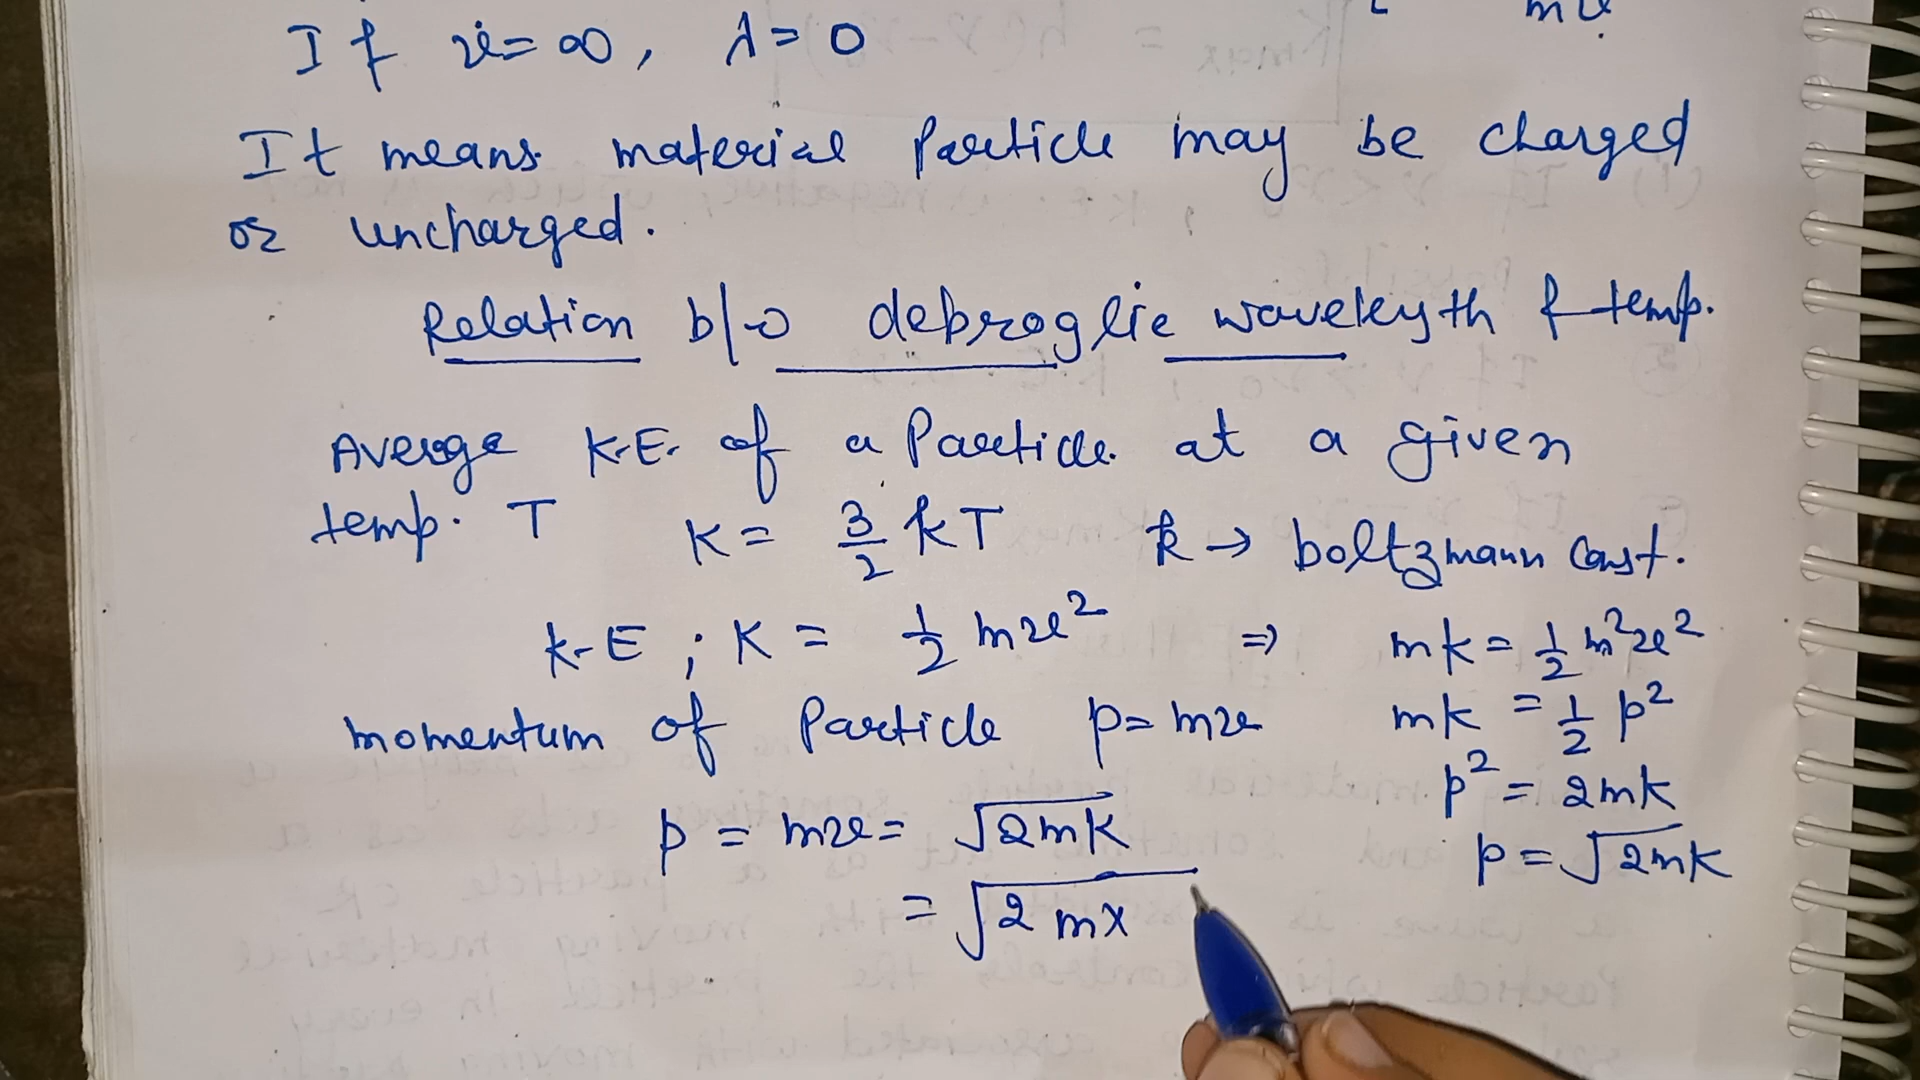 If v = ∞, λ = 0
It means material Particle may be charged
or uncharged.
Relation b/w debroglie wavelength & temp.
Average K.E. of a Particle at a given
temp. T K = 3/2 kT k → boltzmann Const.
K.E ; K = 1/2 mv² ⇒ mk = 1/2 m²v²
momentum of Particle p = mv mk = 1/2 p²
p² = 2mk
p = mv = √2mk p = √2mk
= √2 m×